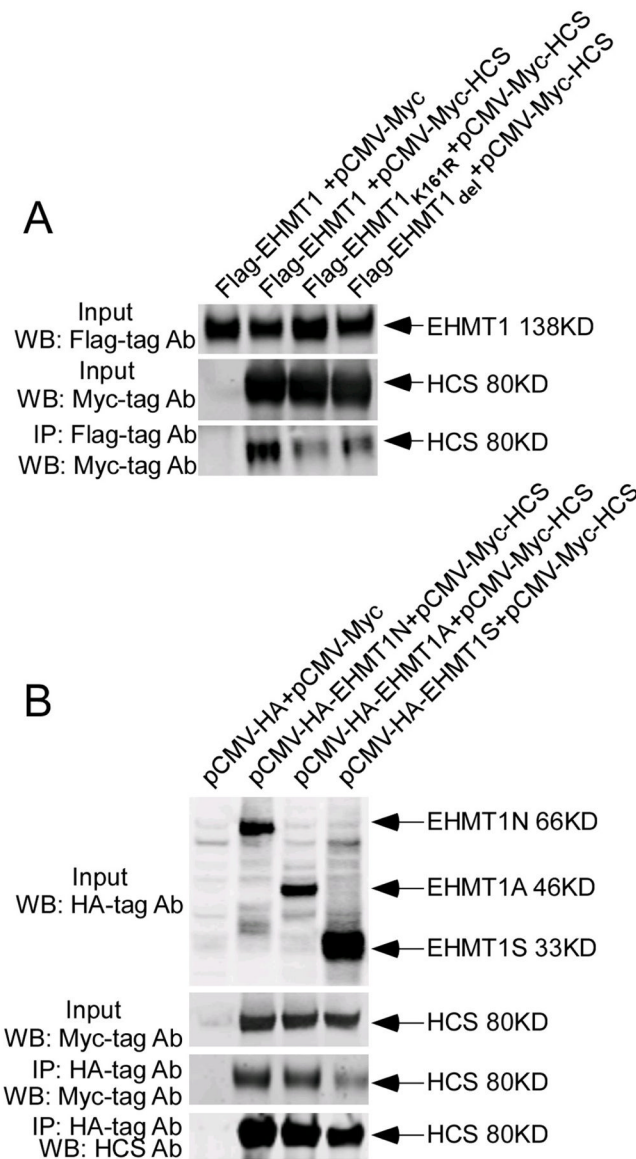 A
Flag-EHMT1 +pCMV-Myc
Flag-EHMT1 +pCMV-Myc-HCS
Flag-EHMT1K161R+pCMV-Myc-HCS
Flag-EHMT1del+pCMV-Myc-HCS
Input
WB: Flag-tag Ab
EHMT1 138KD
Input
WB: Myc-tag Ab
HCS 80KD
IP: Flag-tag Ab
WB: Myc-tag Ab
HCS 80KD
B
pCMV-HA+pCMV-Myc
pCMV-HA-EHMT1N+pCMV-Myc-HCS
pCMV-HA-EHMT1A+pCMV-Myc-HCS
pCMV-HA-EHMT1S+pCMV-Myc-HCS
Input
WB: HA-tag Ab
EHMT1N 66KD
EHMT1A 46KD
EHMT1S 33KD
Input
WB: Myc-tag Ab
HCS 80KD
IP: HA-tag Ab
WB: Myc-tag Ab
HCS 80KD
IP: HA-tag Ab
WB: HCS Ab
HCS 80KD